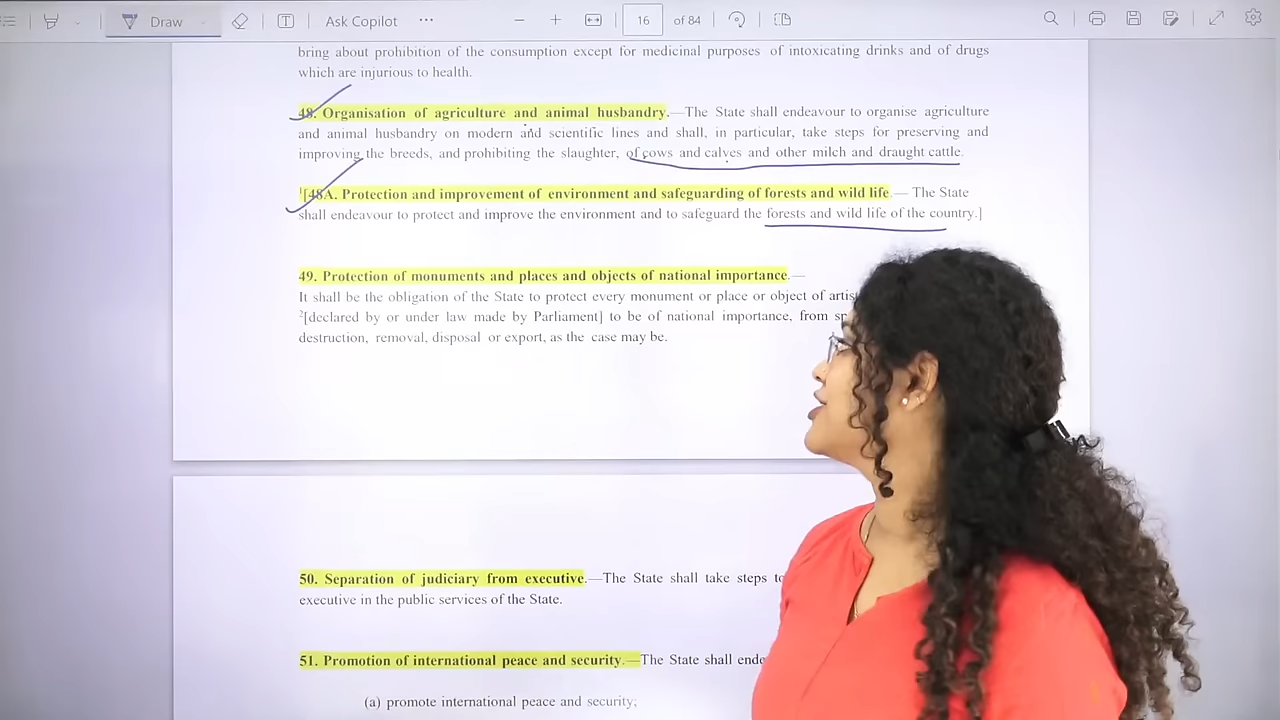 Draw
Ask Copilot
16 of 84
bring about prohibition of the consumption except for medicinal purposes of intoxicating drinks and of drugs
which are injurious to health.
48. Organisation of agriculture and animal husbandry.—The State shall endeavour to organise agriculture
and animal husbandry on modern and scientific lines and shall, in particular, take steps for preserving and
improving the breeds, and prohibiting the slaughter, of cows and calves and other milch and draught cattle.
1[48A. Protection and improvement of environment and safeguarding of forests and wild life.— The State
shall endeavour to protect and improve the environment and to safeguard the forests and wild life of the country.]
49. Protection of monuments and places and objects of national importance.—
It shall be the obligation of the State to protect every monument or place or object of artis
2[declared by or under law made by Parliament] to be of national importance, from sp
destruction, removal, disposal or export, as the case may be.
50. Separation of judiciary from executive.—The State shall take steps to
executive in the public services of the State.
51. Promotion of international peace and security.—The State shall ende
(a) promote international peace and security;